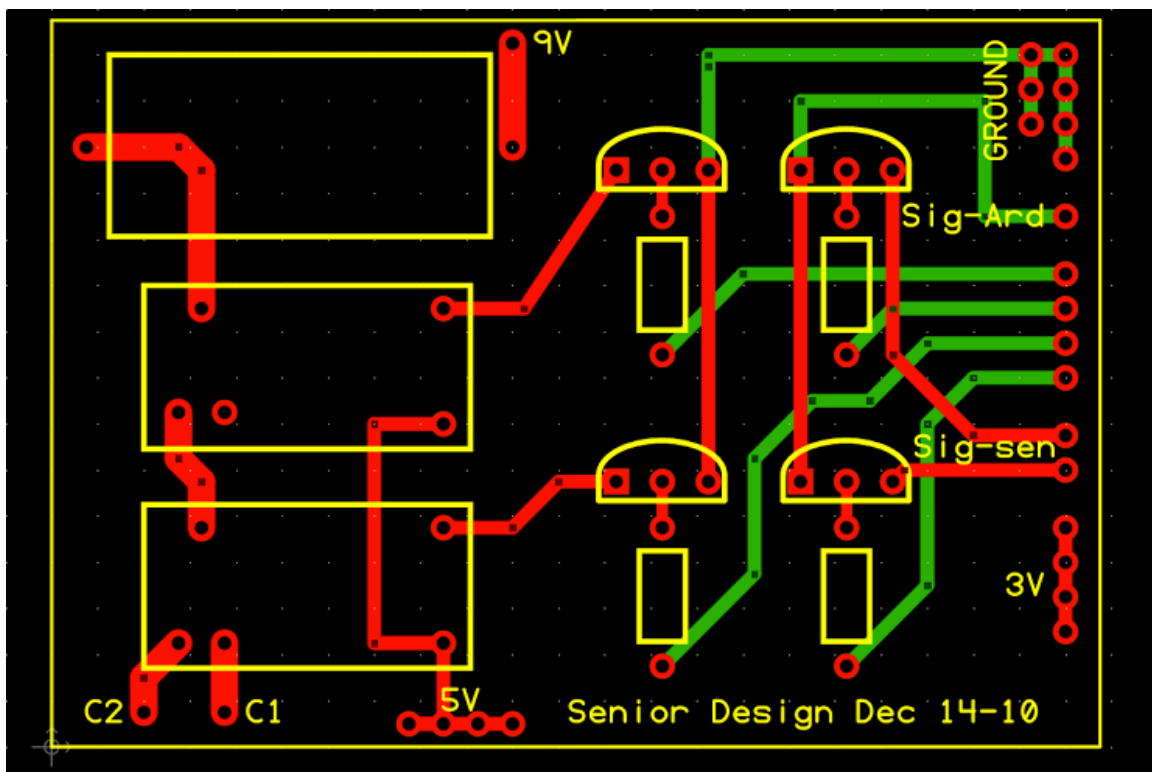 9V
GROUND
Sig-Ard
Sig-sen
3V
5V
C2
C1
Senior Design Dec 14-10